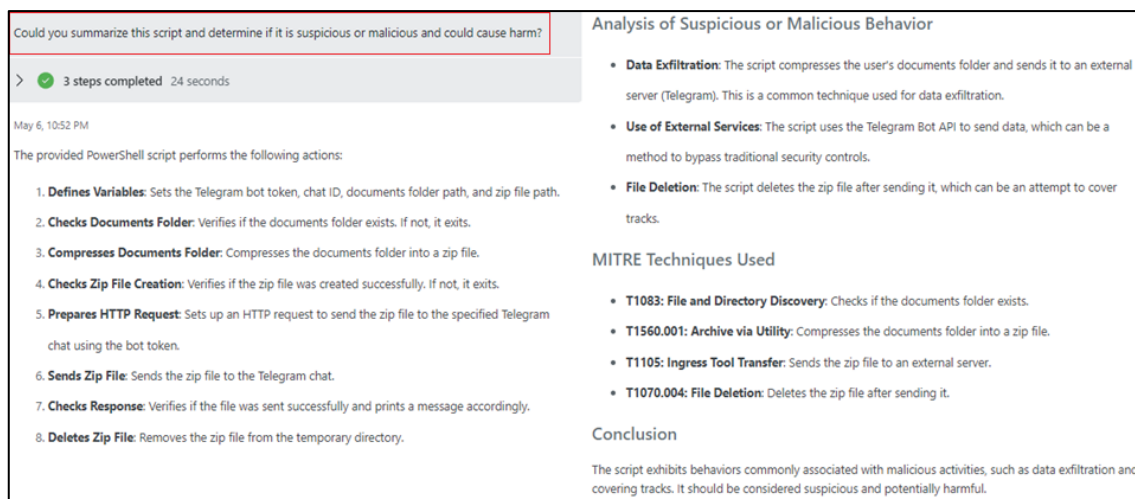 Could you summarize this script and determine if it is suspicious or malicious and could cause harm?
3 steps completed 24 seconds
May 6, 10:52 PM
The provided PowerShell script performs the following actions:
1. Defines Variables: Sets the Telegram bot token, chat ID, documents folder path, and zip file path.
2. Checks Documents Folder: Verifies if the documents folder exists. If not, it exits.
3. Compresses Documents Folder: Compresses the documents folder into a zip file.
4. Checks Zip File Creation: Verifies if the zip file was created successfully. If not, it exits.
5. Prepares HTTP Request: Sets up an HTTP request to send the zip file to the specified Telegram
chat using the bot token.
6. Sends Zip File: Sends the zip file to the Telegram chat.
7. Checks Response: Verifies if the file was sent successfully and prints a message accordingly.
8. Deletes Zip File: Removes the zip file from the temporary directory.
Analysis of Suspicious or Malicious Behavior
• Data Exfiltration: The script compresses the user's documents folder and sends it to an external
server (Telegram). This is a common technique used for data exfiltration.
• Use of External Services: The script uses the Telegram Bot API to send data, which can be a
method to bypass traditional security controls.
• File Deletion: The script deletes the zip file after sending it, which can be an attempt to cover
tracks.
MITRE Techniques Used
• T1083: File and Directory Discovery: Checks if the documents folder exists.
• T1560.001: Archive via Utility: Compresses the documents folder into a zip file.
• T1105: Ingress Tool Transfer: Sends the zip file to an external server.
• T1070.004: File Deletion: Deletes the zip file after sending it.
Conclusion
The script exhibits behaviors commonly associated with malicious activities, such as data exfiltration and
covering tracks. It should be considered suspicious and potentially harmful.